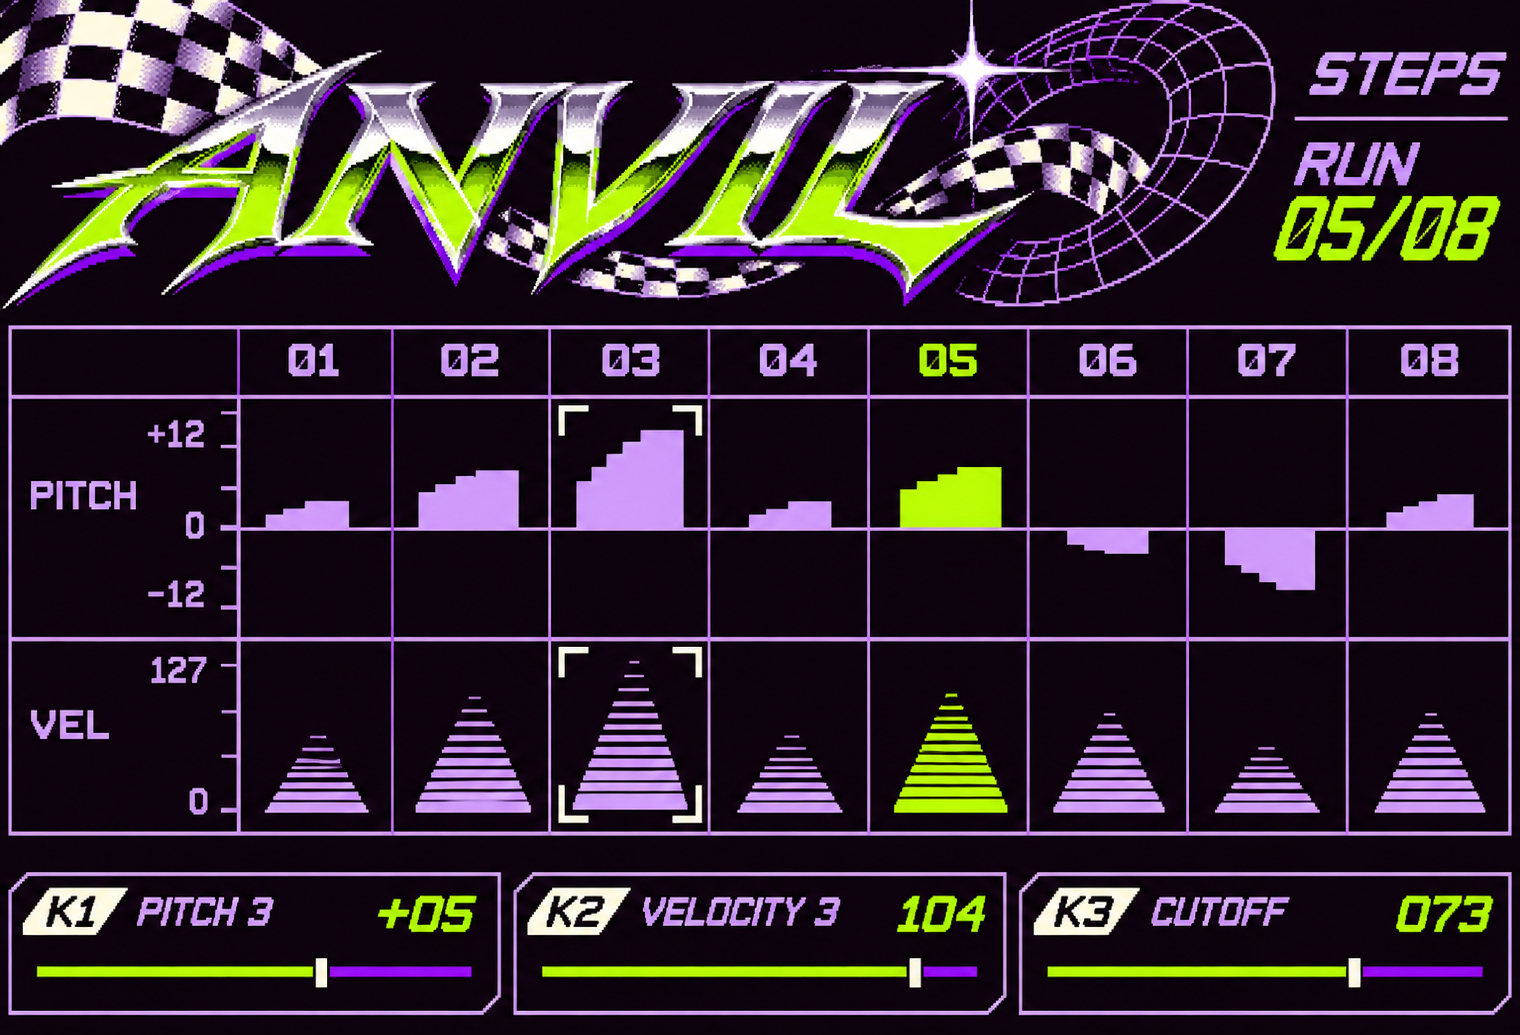 ANVIL
STEPS
RUN
05/08
01 02 03 04 05 06 07 08
+12
PITCH
0
-12
127
VEL
0
K1 PITCH 3 +05
K2 VELOCITY 3 104
K3 CUTOFF 073